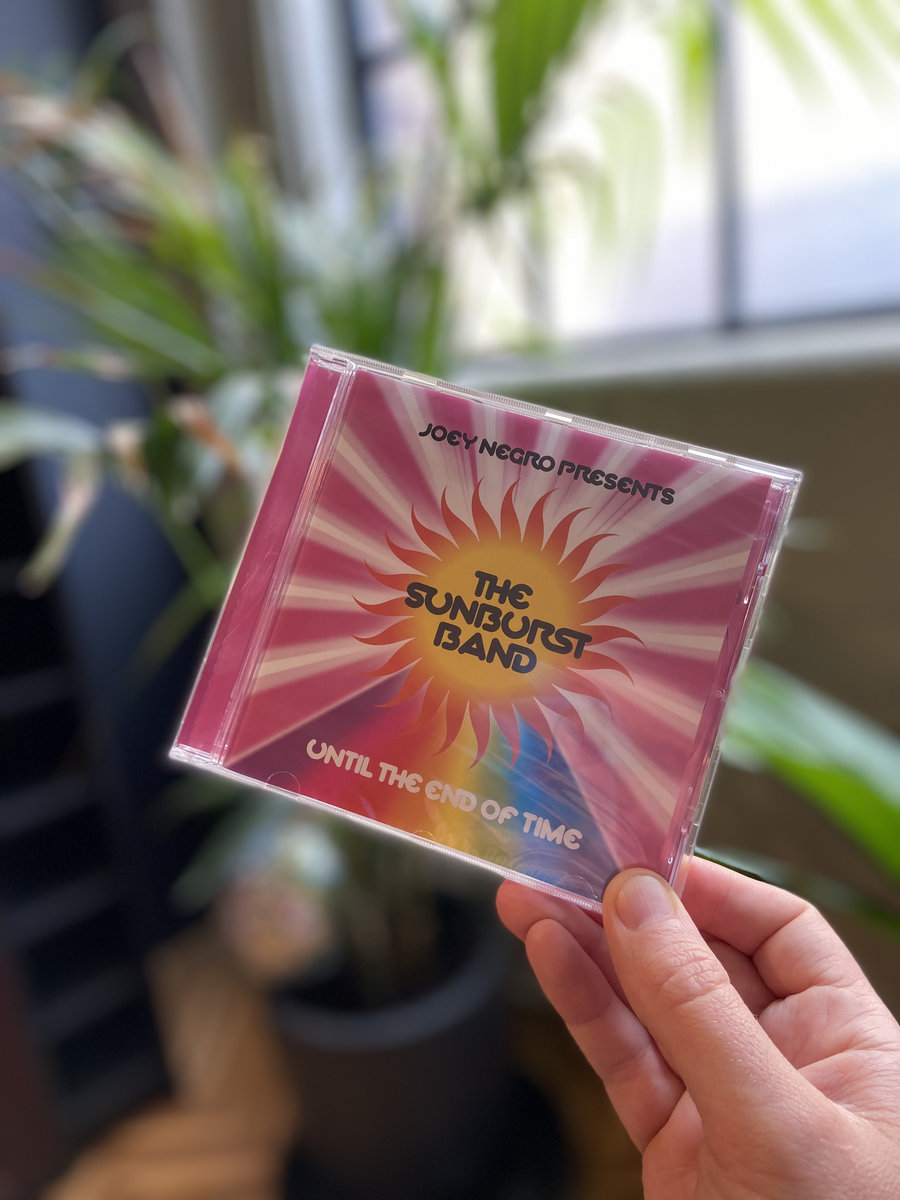 JOEY NEGRO PRESENTS
THE
SUNBURST
BAND
UNTIL THE END OF TIME